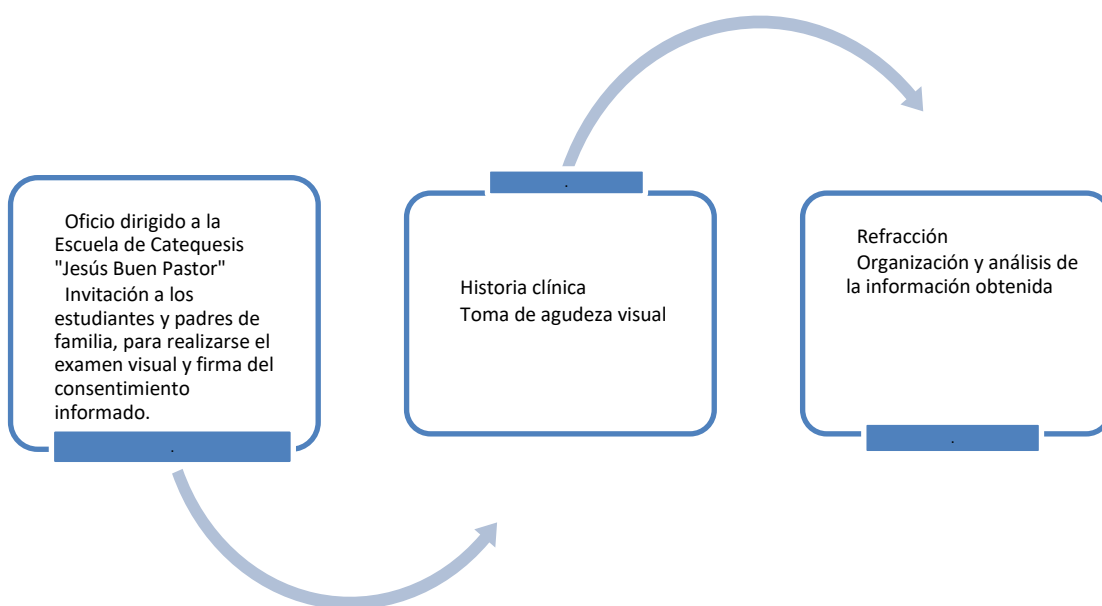 Oficio dirigido a la
Escuela de Catequesis
"Jesús Buen Pastor"
Invitación a los
estudiantes y padres de
familia, para realizarse el
examen visual y firma del
consentimiento
informado.
.
.
Historia clínica
Toma de agudeza visual
Refracción
Organización y análisis de
la información obtenida
.